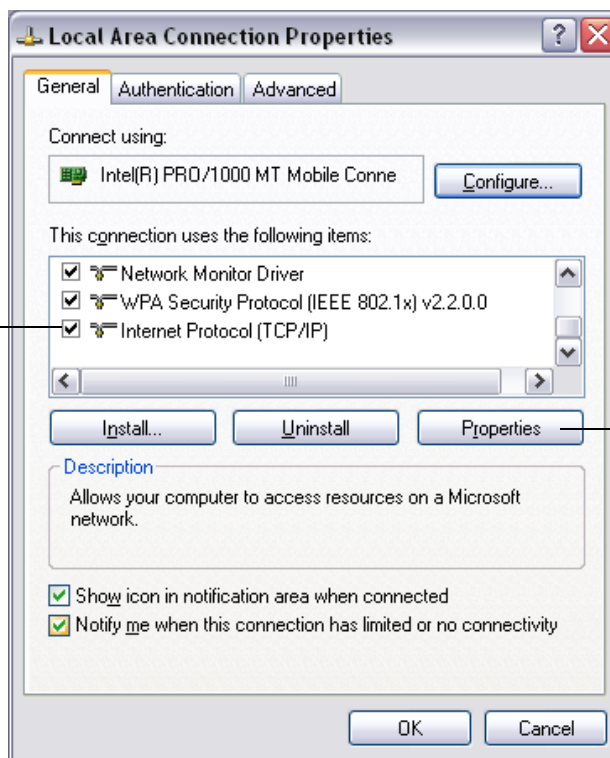 Local Area Connection Properties
General Authentication Advanced
Connect using:
Intel(R) PRO/1000 MT Mobile Conne
Configure...
This connection uses the following items:
Network Monitor Driver
WPA Security Protocol (IEEE 802.1x) v2.2.0.0
Internet Protocol (TCP/IP)
Install... Uninstall Properties
Description
Allows your computer to access resources on a Microsoft
network.
Show icon in notification area when connected
Notify me when this connection has limited or no connectivity
OK Cancel